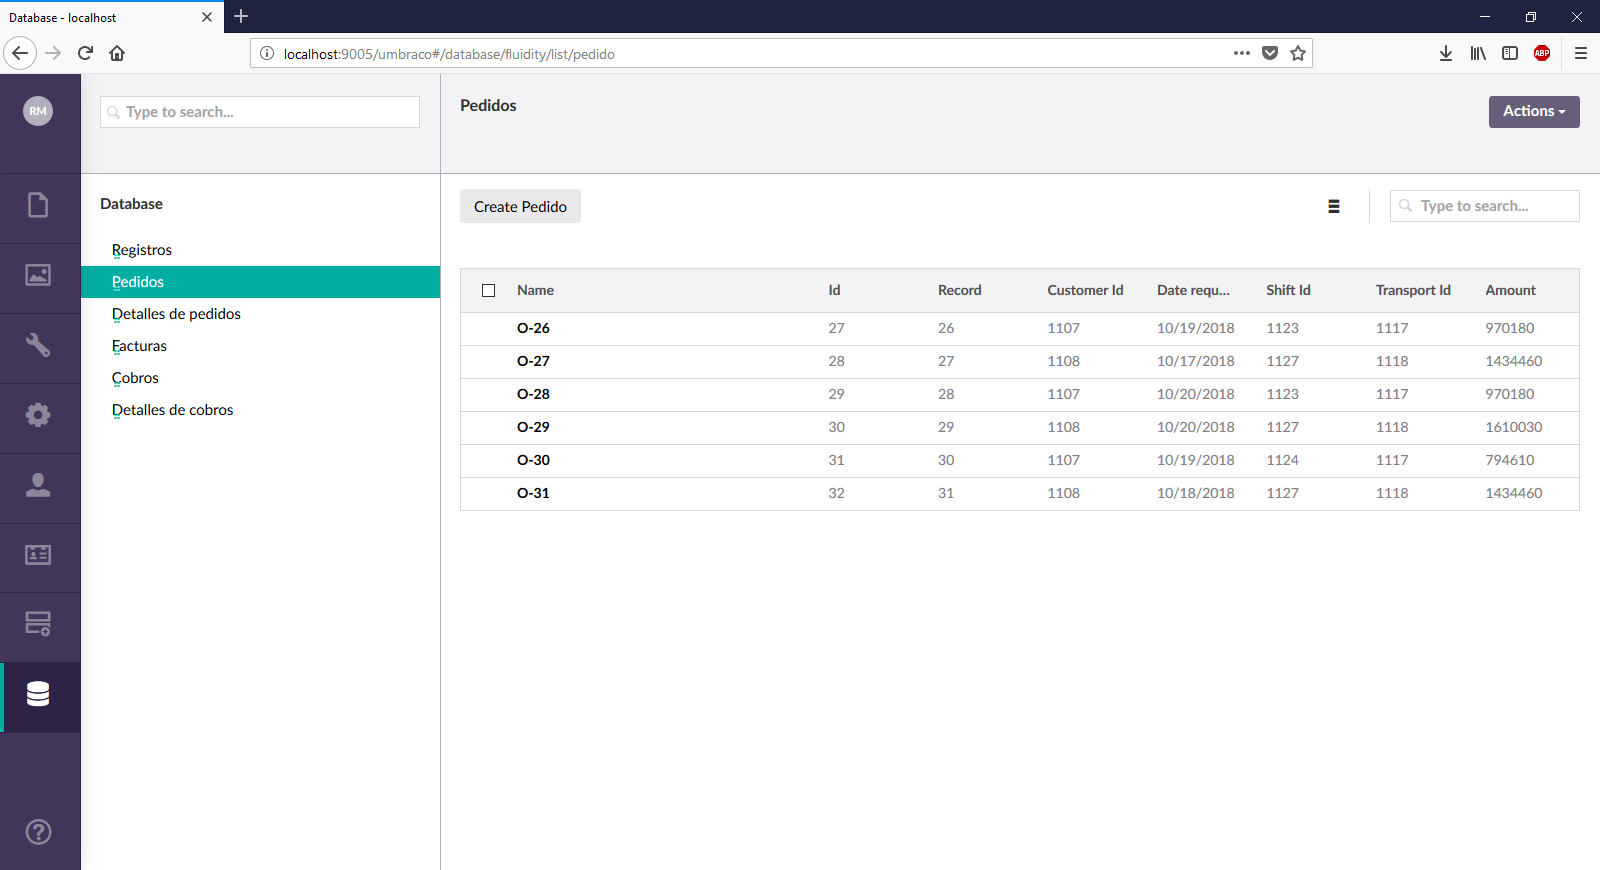 Database - localhost
localhost:9005/umbraco#/database/fluidity/list/pedido
ABP
RM
Type to search...
Pedidos
Actions
Database
Registros
Pedidos
Detalles de pedidos
Facturas
Cobros
Detalles de cobros
Create Pedido
Type to search...
Name Id Record Customer Id Date requ... Shift Id Transport Id Amount
O-26 27 26 1107 10/19/2018 1123 1117 970180
O-27 28 27 1108 10/17/2018 1127 1118 1434460
O-28 29 28 1107 10/20/2018 1123 1117 970180
O-29 30 29 1108 10/20/2018 1127 1118 1610030
O-30 31 30 1107 10/19/2018 1124 1117 794610
O-31 32 31 1108 10/18/2018 1127 1118 1434460